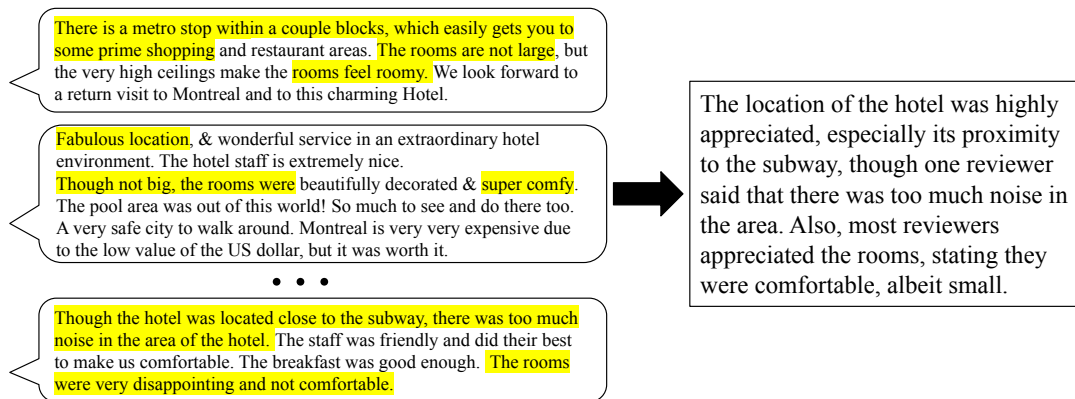 There is a metro stop within a couple blocks, which easily gets you to
some prime shopping and restaurant areas. The rooms are not large, but
the very high ceilings make the rooms feel roomy. We look forward to
a return visit to Montreal and to this charming Hotel.
Fabulous location, & wonderful service in an extraordinary hotel
environment. The hotel staff is extremely nice.
Though not big, the rooms were beautifully decorated & super comfy.
The pool area was out of this world! So much to see and do there too.
A very safe city to walk around. Montreal is very very expensive due
to the low value of the US dollar, but it was worth it.
• • •
Though the hotel was located close to the subway, there was too much
noise in the area of the hotel. The staff was friendly and did their best
to make us comfortable. The breakfast was good enough. The rooms
were very disappointing and not comfortable.
The location of the hotel was highly
appreciated, especially its proximity
to the subway, though one reviewer
said that there was too much noise in
the area. Also, most reviewers
appreciated the rooms, stating they
were comfortable, albeit small.